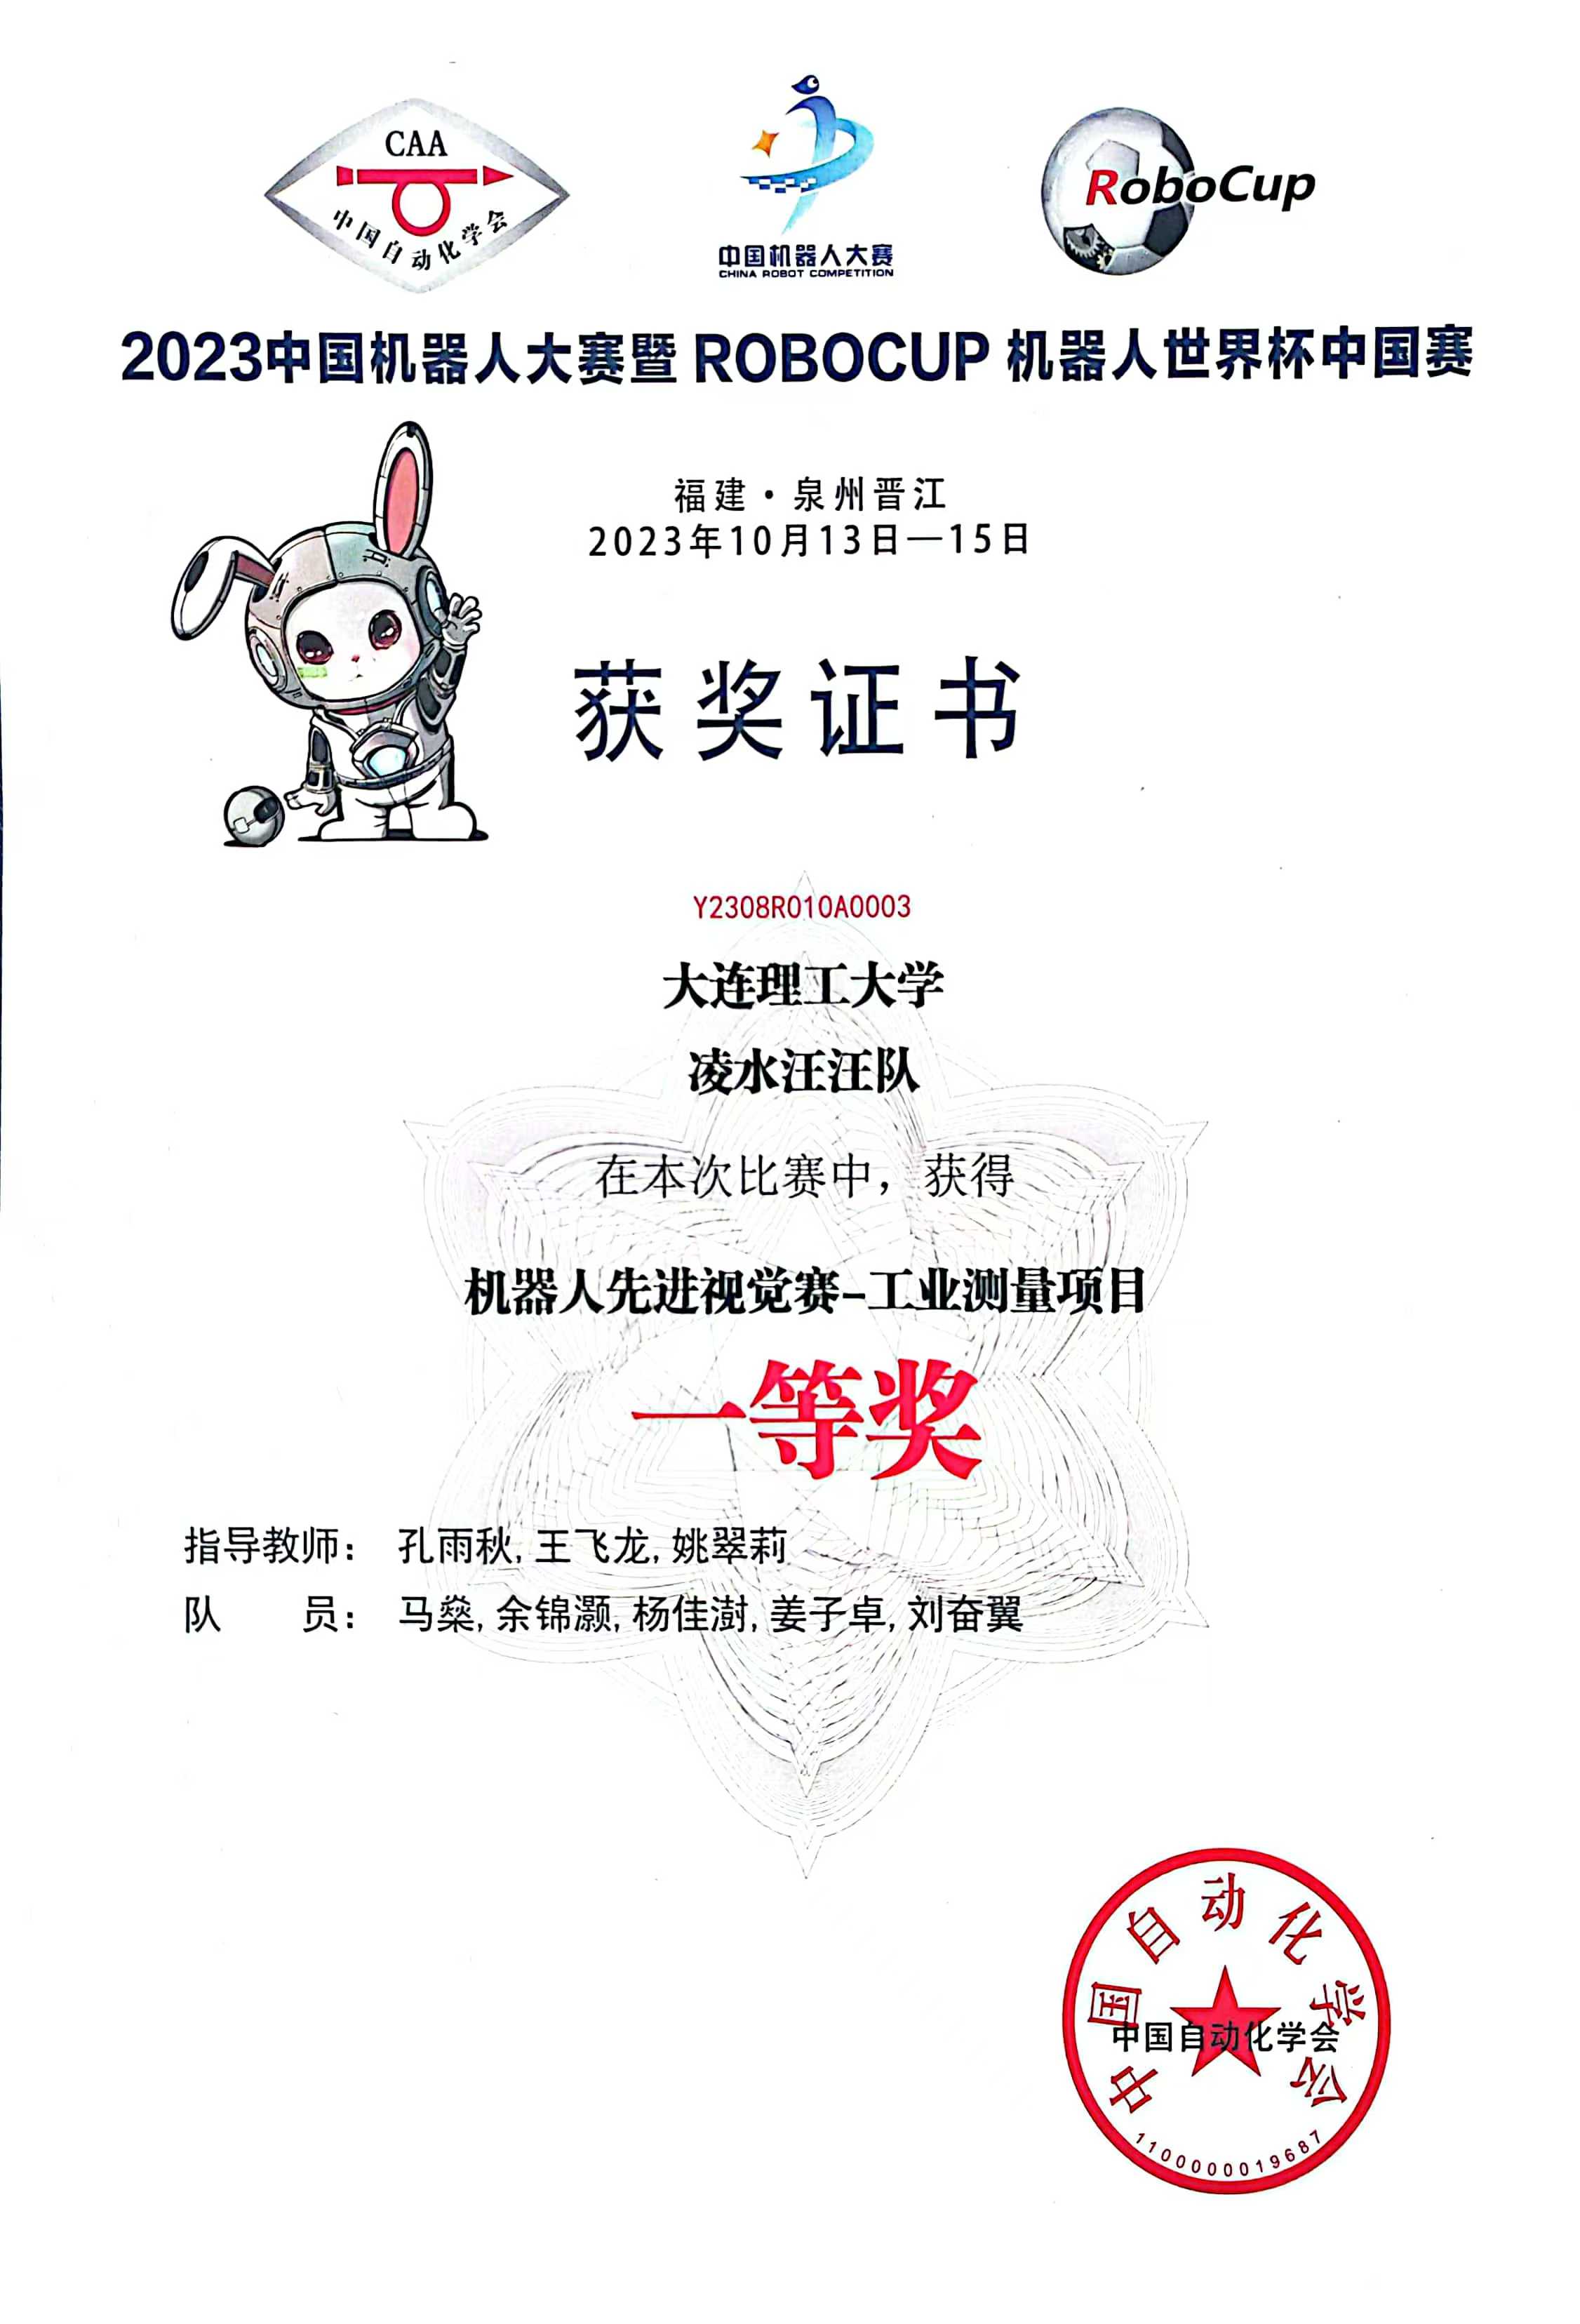 CAA
中国自动化学会
中国机器人大赛
CHINA ROBOT COMPETITION
RoboCup
2023中国机器人大赛暨 ROBOCUP 机器人世界杯中国赛
福建·泉州晋江
2023年10月13日—15日
获奖证书
Y2308R010A0003
大连理工大学
凌水汪汪队
在本次比赛中，获得
机器人先进视觉赛-工业测量项目
一等奖
指导教师： 孔雨秋, 王飞龙, 姚翠莉
队 员： 马燊, 余锦灏, 杨佳澍, 姜子卓, 刘奋翼
中国自动化学会
中国自动化学会
1100000019687